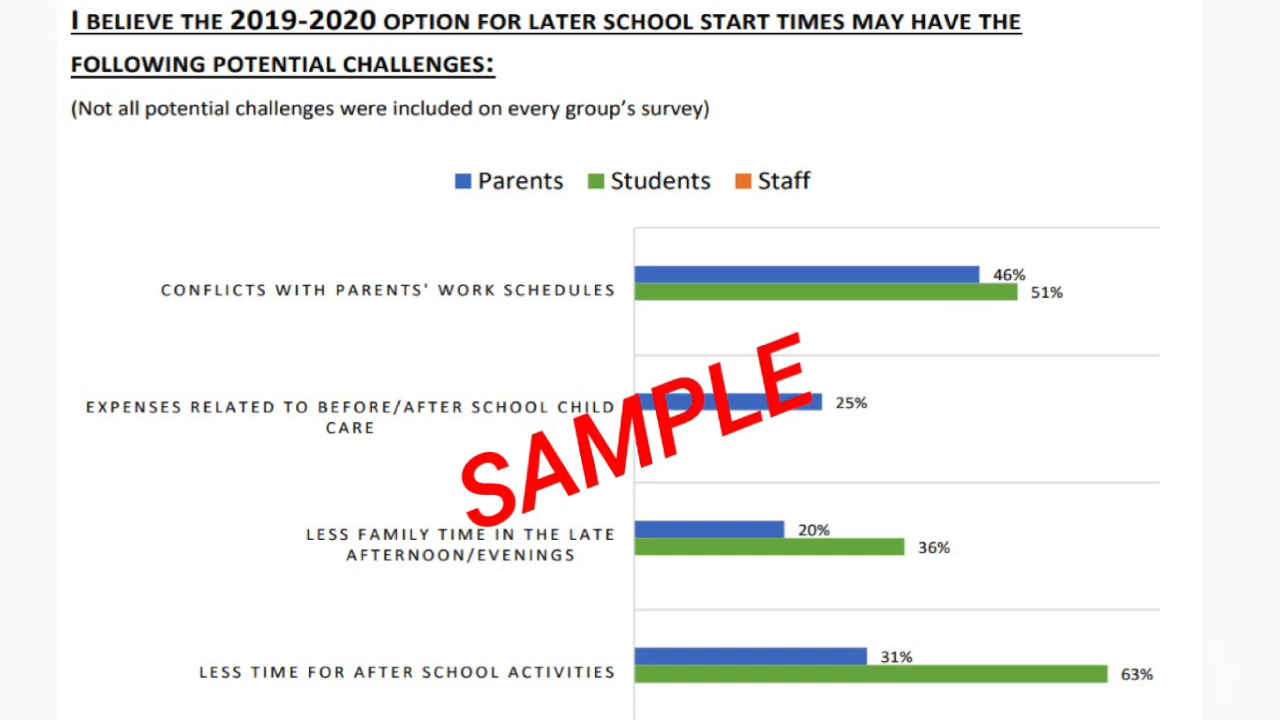 I BELIEVE THE 2019-2020 OPTION FOR LATER SCHOOL START TIMES MAY HAVE THE
FOLLOWING POTENTIAL CHALLENGES:
(Not all potential challenges were included on every group's survey)
Parents Students Staff
CONFLICTS WITH PARENTS' WORK SCHEDULES
46%
51%
EXPENSES RELATED TO BEFORE/AFTER SCHOOL CHILD
CARE
25%
SAMPLE
LESS FAMILY TIME IN THE LATE
AFTERNOON/EVENINGS
20%
36%
LESS TIME FOR AFTER SCHOOL ACTIVITIES
31%
63%